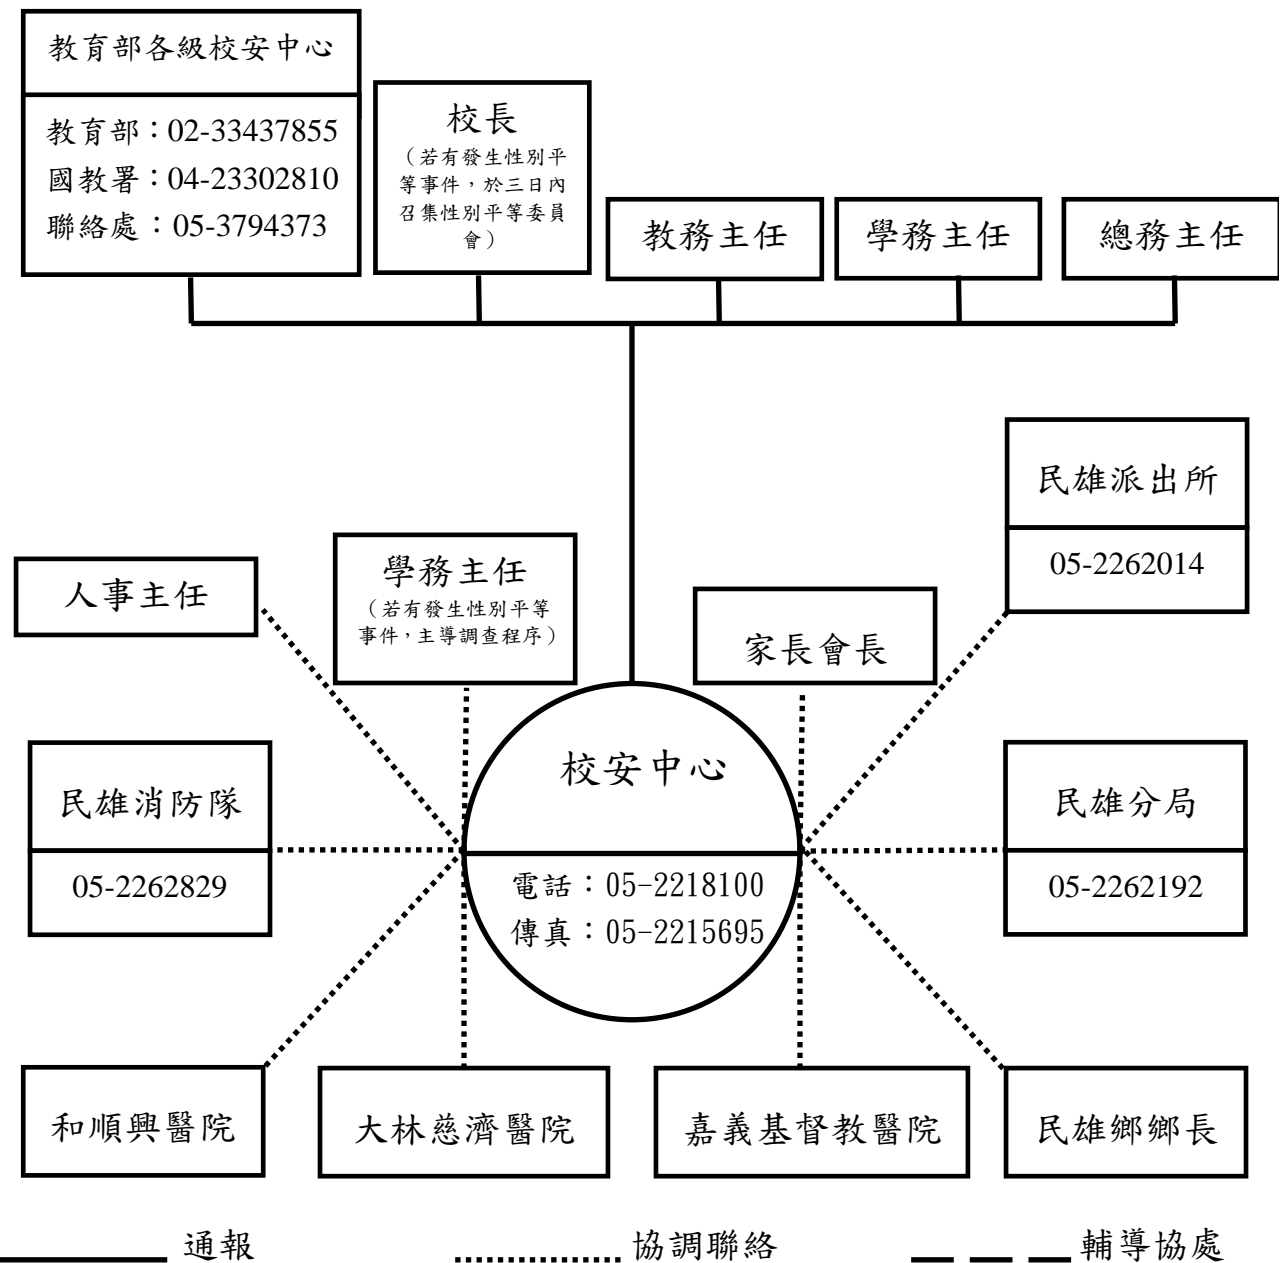 教育部各級校安中心
教育部：02-33437855
國教署：04-23302810
聯絡處：05-3794373
校長
（若有發生性別平
等事件，於三日內
召集性別平等委員
會）
教務主任
學務主任
總務主任
民雄派出所
05-2262014
人事主任
學務主任
（若有發生性別平等
事件，主導調查程序）
家長會長
校安中心
電話：05-2218100
傳真：05-2215695
民雄消防隊
05-2262829
民雄分局
05-2262192
和順興醫院
大林慈濟醫院
嘉義基督教醫院
民雄鄉鄉長
通報
協調聯絡
輔導協處